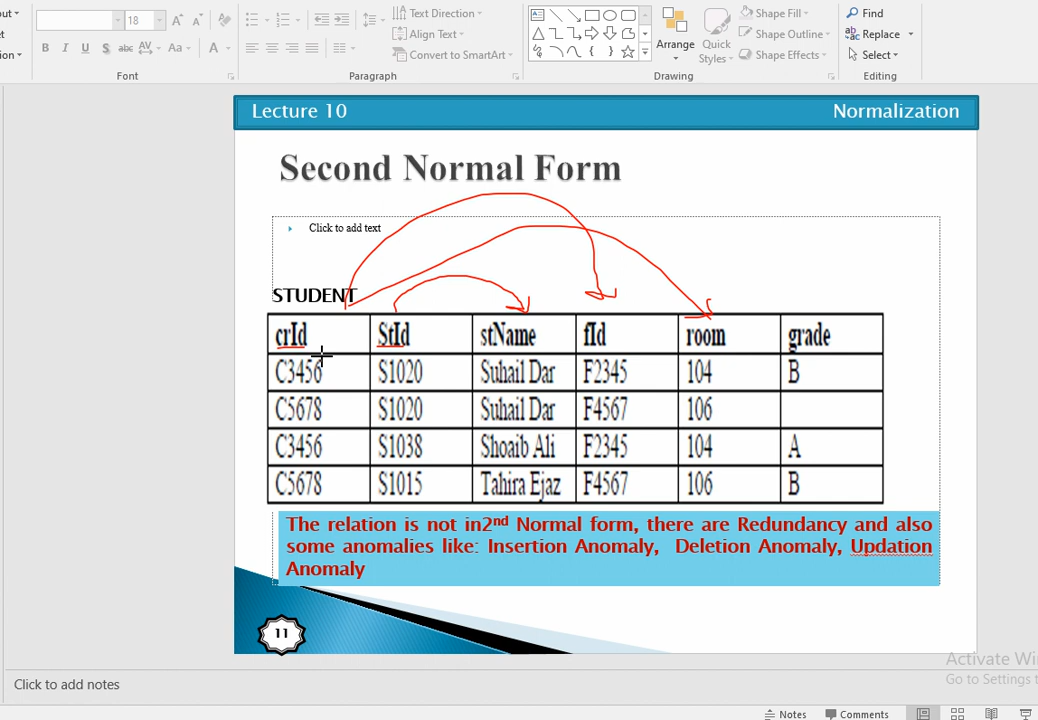 18
Text Direction
Align Text
Convert to SmartArt
Arrange
Quick
Styles
Shape Fill
Shape Outline
Shape Effects
Find
Replace
Select
B I U S abc AV Aa A
Font
Paragraph
Drawing
Editing
Lecture 10
Normalization
Second Normal Form
Click to add text
STUDENT
crId StId stName fId room grade
C3456 S1020 Suhail Dar F2345 104 B
C5678 S1020 Suhail Dar F4567 106
C3456 S1038 Shoaib Ali F2345 104 A
C5678 S1015 Tahira Ejaz F4567 106 B
The relation is not in2nd Normal form, there are Redundancy and also
some anomalies like: Insertion Anomaly, Deletion Anomaly, Updation
Anomaly
11
Activate Wi
Go to Settings t
Click to add notes
Notes
Comments